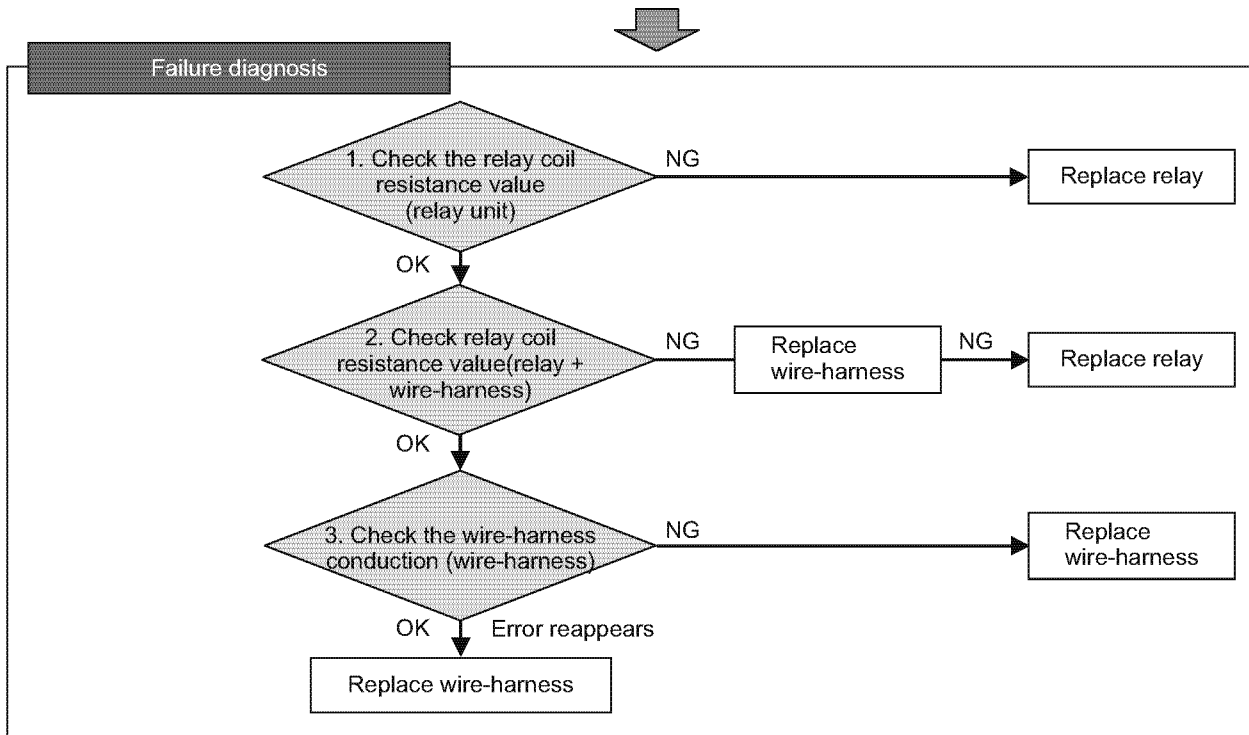 Failure diagnosis
1. Check the relay coil
resistance value
(relay unit)
NG
Replace relay
OK
2. Check relay coil
resistance value(relay +
wire-harness)
NG
Replace
wire-harness
NG
Replace relay
OK
3. Check the wire-harness
conduction (wire-harness)
NG
Replace
wire-harness
OK
Error reappears
Replace wire-harness